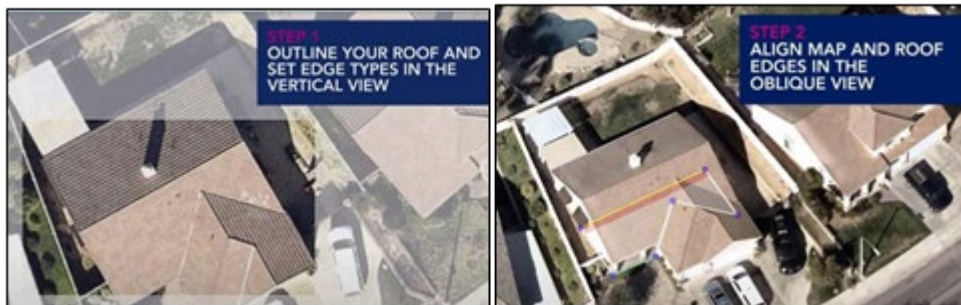 STEP 1
OUTLINE YOUR ROOF AND
SET EDGE TYPES IN THE
VERTICAL VIEW
STEP 2
ALIGN MAP AND ROOF
EDGES IN THE
OBLIQUE VIEW